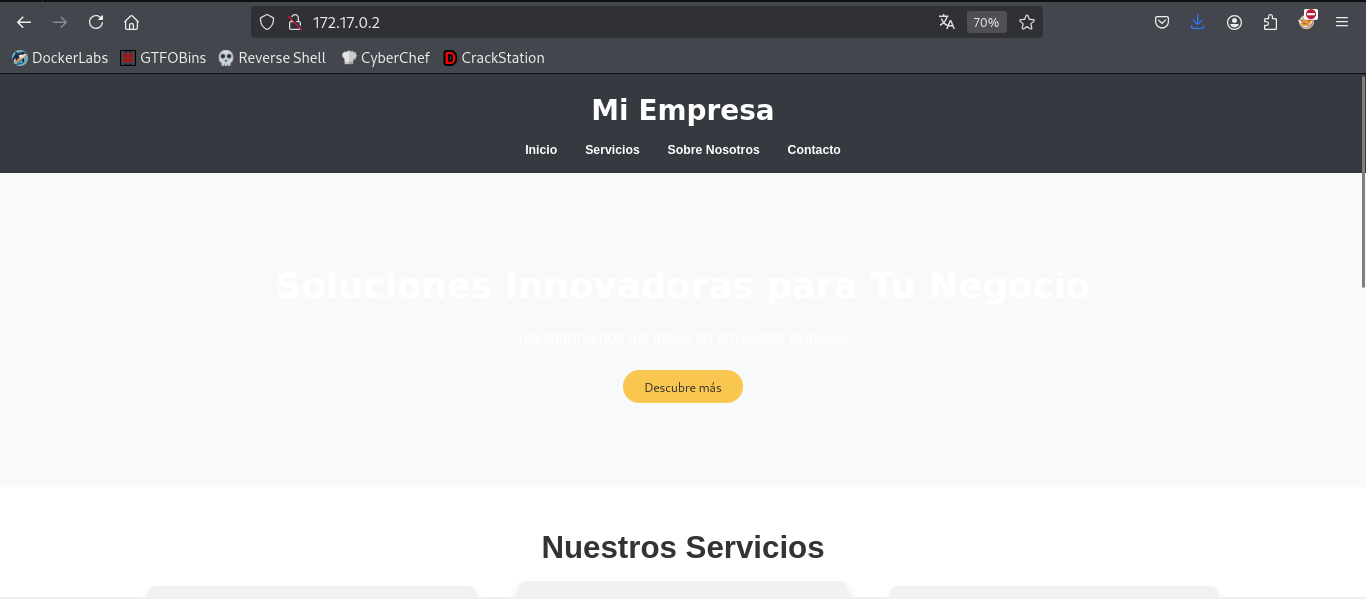 172.17.0.2
70%
DockerLabs GTFOBins Reverse Shell CyberChef CrackStation
Mi Empresa
Inicio Servicios Sobre Nosotros Contacto
Soluciones Innovadoras para Tu Negocio
Transformamos tus ideas en proyectos exitosos
Descubre más
Nuestros Servicios